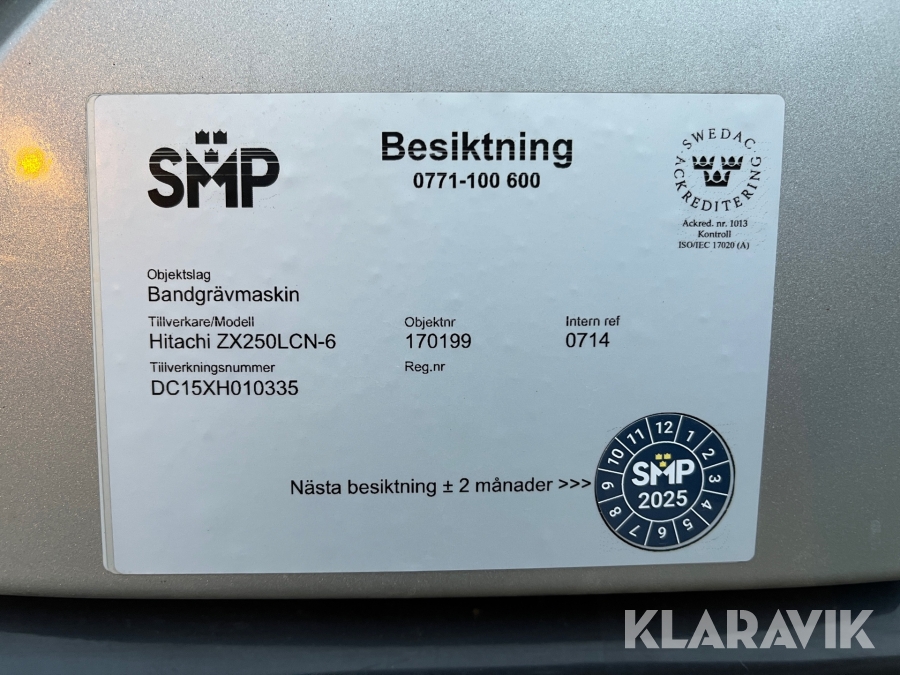 SMP
Besiktning
0771-100 600
SWEDAC
ACKREDITERING
Ackred. nr. 1013
Kontroll
ISO/IEC 17020 (A)
Objektslag
Bandgrävmaskin
Tillverkare/Modell
Hitachi ZX250LCN-6
Objektnr
170199
Intern ref
0714
Tillverkningsnummer
DC15XH010335
Reg.nr
Nästa besiktning ± 2 månader >>>
12 1 2 3 4 5 6 7 8 9 10 11
SMP
2025
KLARAVIK